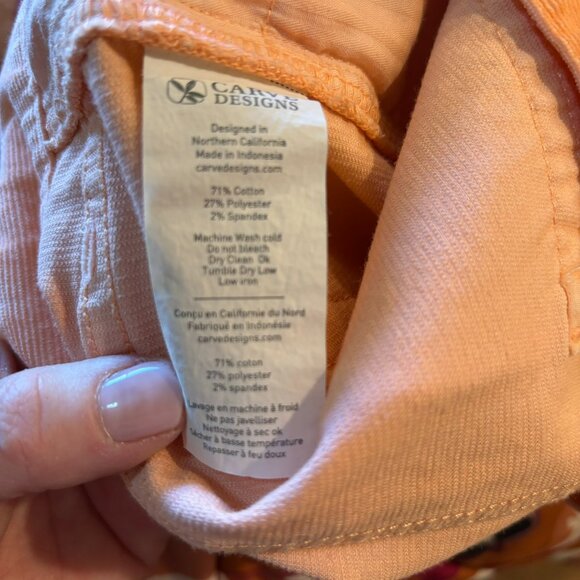 CARVE
DESIGNS
Designed in
Northern California
Made in Indonesia
carvedesigns.com
71% Cotton
27% Polyester
2% Spandex
Machine Wash cold
Do not bleach
Dry Clean Ok
Tumble Dry Low
Low iron
Conçu en Californie du Nord
Fabriqué en Indonésie
carvedesigns.com
71% coton
27% polyester
2% spandes
Lavage en machine à froid
Ne pas javelliser
Nettoyage à sec ok
Sécher à basse température
Repasser à feu doux